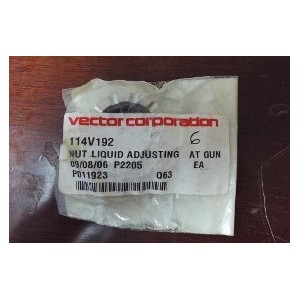 vector corporation
114V192 6
NUT LIQUID ADJUSTING AT GUN
09/08/06 P2205 EA
P011923 Q63